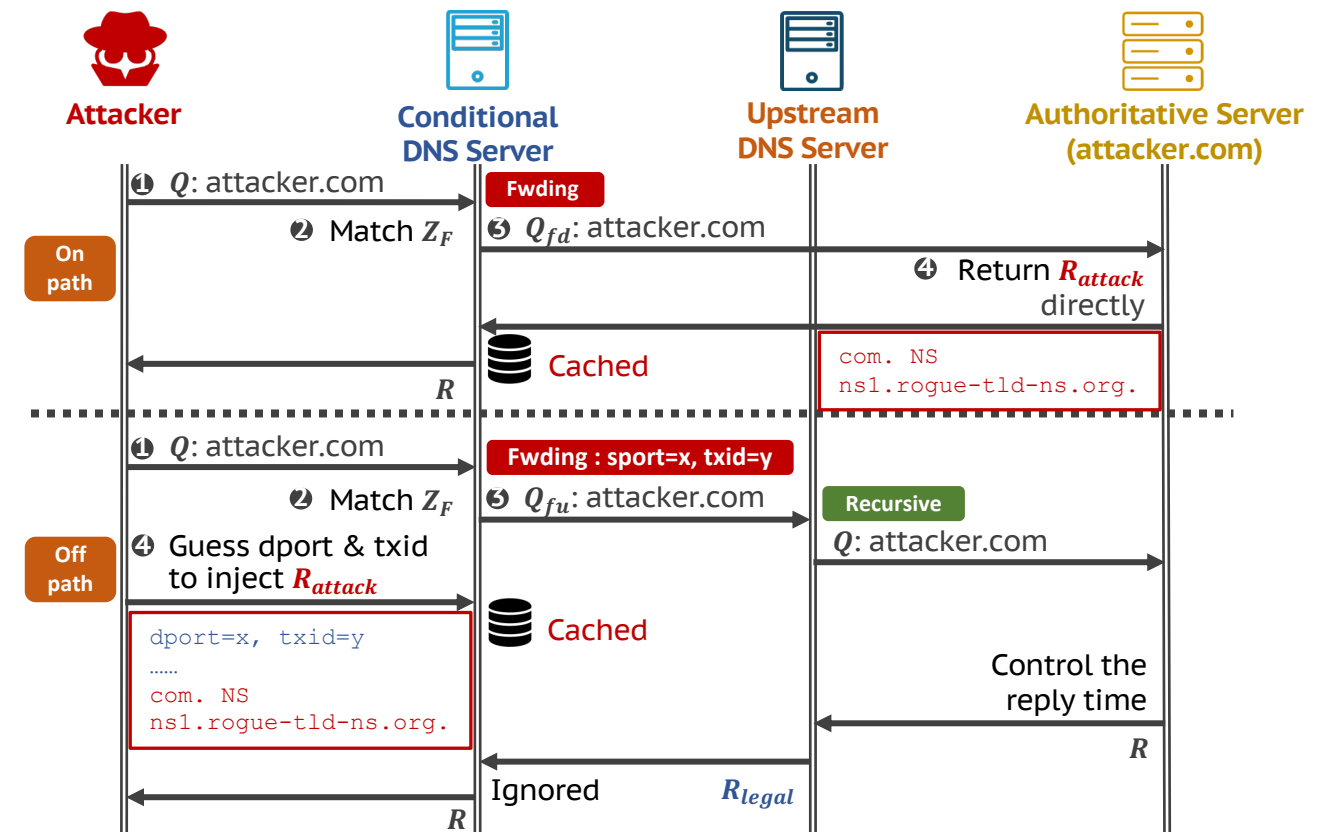 Attacker
Conditional
DNS Server
Upstream
DNS Server
Authoritative Server
(attacker.com)
On
path
❶ Q: attacker.com
Fwding
❷ Match Z_F
❸ Q_fd: attacker.com
❹ Return R_attack
directly
Cached
com. NS
ns1.rogue-tld-ns.org.
R
Off
path
❶ Q: attacker.com
Fwding : sport=x, txid=y
❷ Match Z_F
❸ Q_fu: attacker.com
Recursive
Q: attacker.com
❹ Guess dport & txid
to inject R_attack
Cached
dport=x, txid=y
……
com. NS
ns1.rogue-tld-ns.org.
Control the
reply time
R
Ignored
R_legal
R